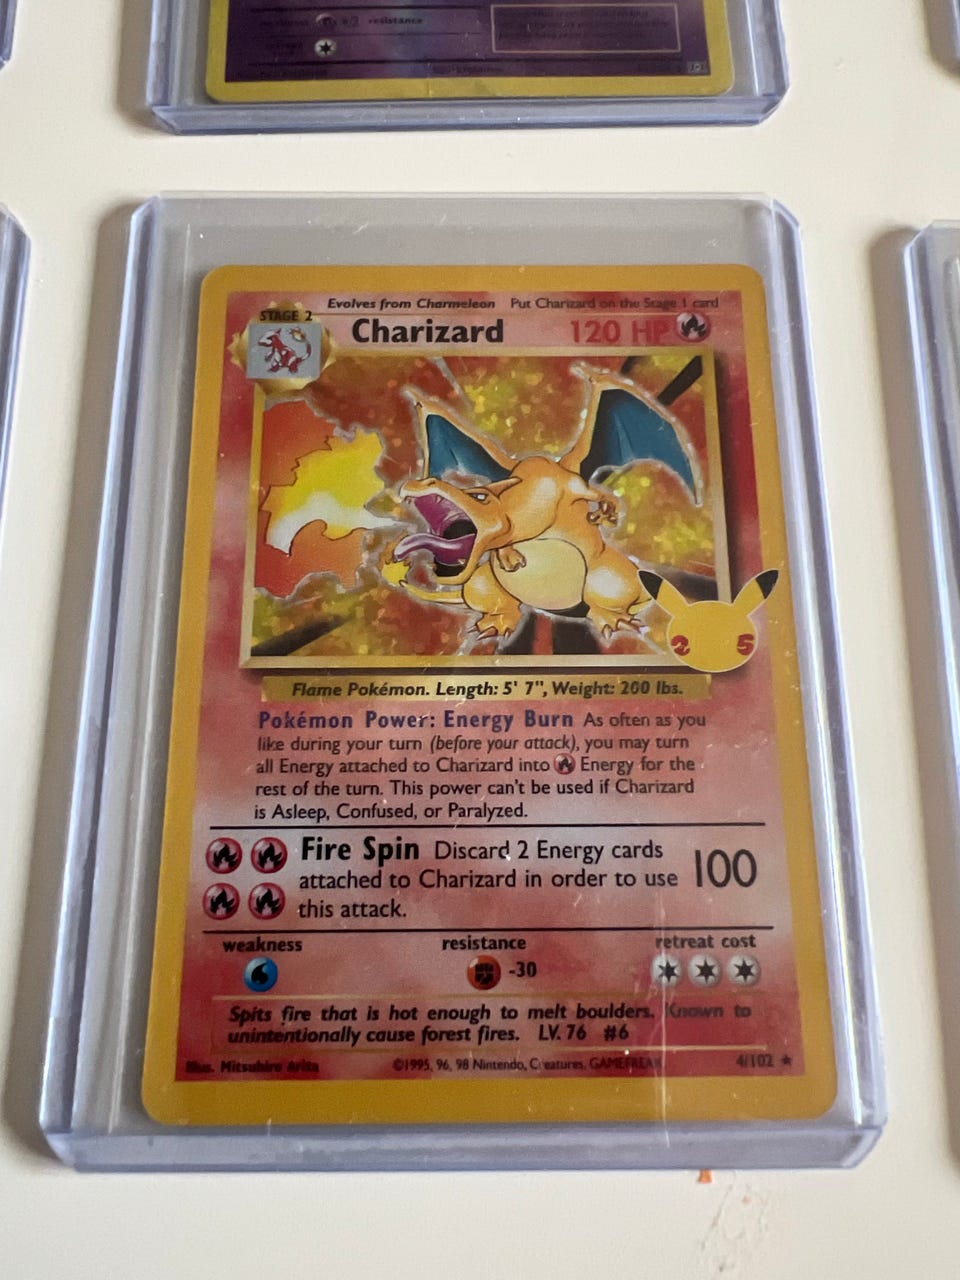 weakness x2 resistance
Evolves from Charmeleon Put Charizard on the Stage 1 card
STAGE 2
Charizard 120 HP
25
Flame Pokémon. Length: 5' 7", Weight: 200 lbs.
Pokémon Power: Energy Burn As often as you
like during your turn (before your attack), you may turn
all Energy attached to Charizard into Energy for the
rest of the turn. This power can't be used if Charizard
is Asleep, Confused, or Paralyzed.
Fire Spin Discard 2 Energy cards
attached to Charizard in order to use 100
this attack.
weakness resistance retreat cost
-30
Spits fire that is hot enough to melt boulders. Known to
unintentionally cause forest fires. LV. 76 #6
Illus. Mitsuhiro Arita ©1995, 96, 98 Nintendo, Creatures, GAMEFREAK 4/102